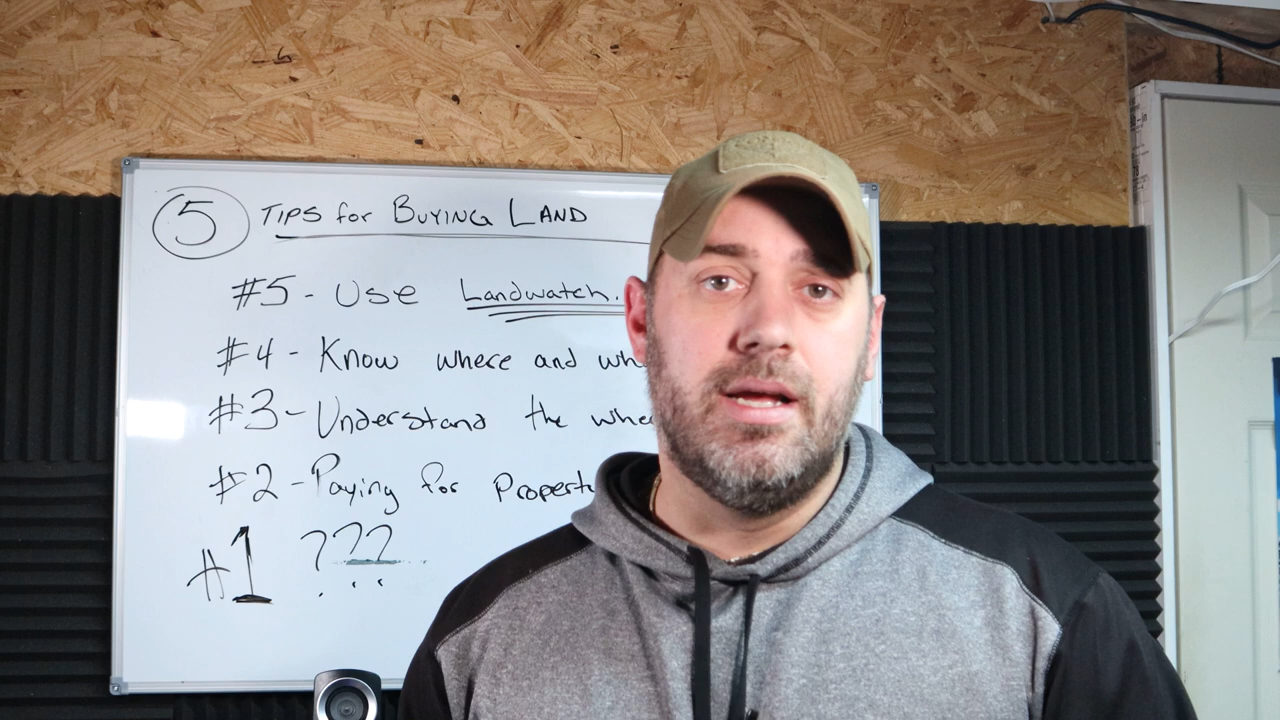 5 TIPS for BUYING LAND
#5 - Use Landwatch.
#4 - Know where and wh
#3 - Understand the whe
#2 - Paying for Propert
#1 ???